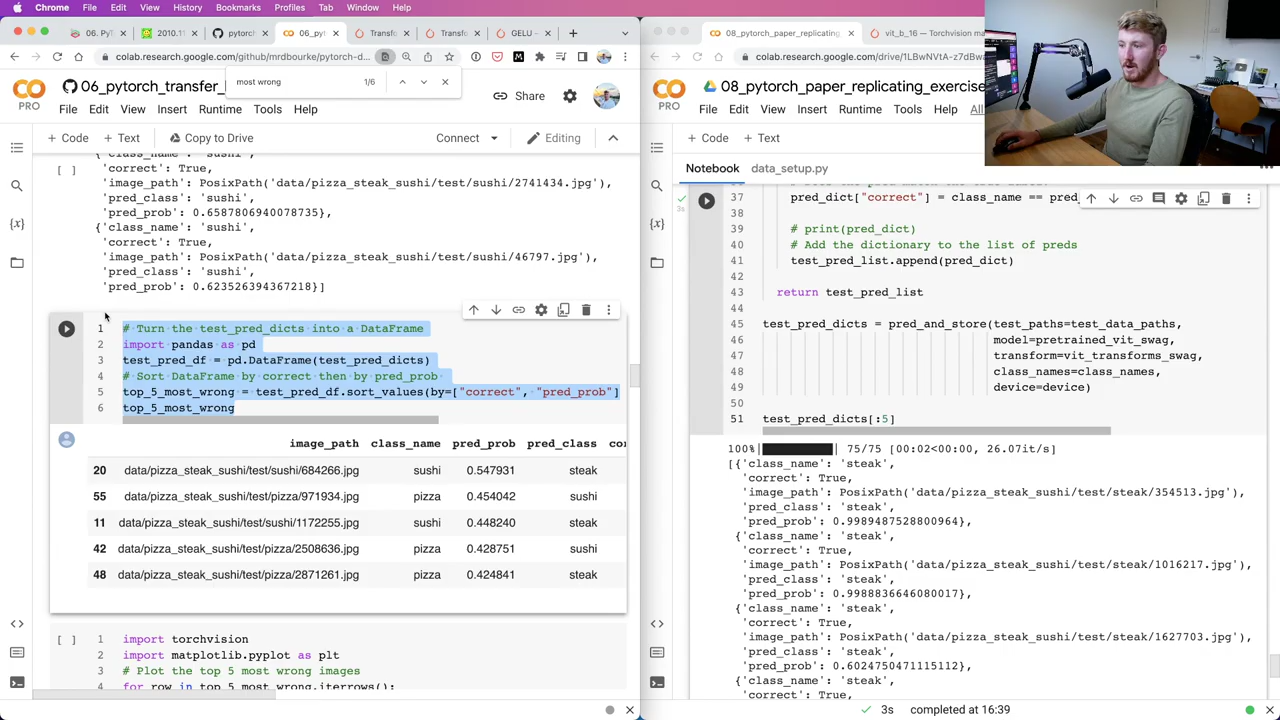 Chrome File Edit View History Bookmarks Profiles Tab Window Help
06. Py
2010.11
pytorch
06_py
Transfo
transfe
GELU —
colab.research.google.com/github/mr
most wrong 1/6
PRO
06_pytorch_transfer_
Share
File Edit View Insert Runtime Tools Help
+ Code + Text Copy to Drive
Connect
Editing
{'class_name': 'sushi',
'correct': True,
'image_path': PosixPath('data/pizza_steak_sushi/test/sushi/2741434.jpg'),
'pred_class': 'sushi',
'pred_prob': 0.6587806940078735},
{'class_name': 'sushi',
'correct': True,
'image_path': PosixPath('data/pizza_steak_sushi/test/sushi/46797.jpg'),
'pred_class': 'sushi',
'pred_prob': 0.623526394367218}]
1 # Turn the test_pred_dicts into a DataFrame
2 import pandas as pd
3 test_pred_df = pd.DataFrame(test_pred_dicts)
4 # Sort DataFrame by correct then by pred_prob
5 top_5_most_wrong = test_pred_df.sort_values(by=["correct", "pred_prob"]
6 top_5_most_wrong
image_path class_name pred_prob pred_class co
20 data/pizza_steak_sushi/test/sushi/684266.jpg sushi 0.547931 steak
55 data/pizza_steak_sushi/test/pizza/971934.jpg pizza 0.454042 sushi
11 data/pizza_steak_sushi/test/sushi/1172255.jpg sushi 0.448240 steak
42 data/pizza_steak_sushi/test/pizza/2508636.jpg pizza 0.428751 sushi
48 data/pizza_steak_sushi/test/pizza/2871261.jpg pizza 0.424841 steak
[ ] 1 import torchvision
2 import matplotlib.pyplot as plt
3 # Plot the top 5 most wrong images
4 for row in top_5_most_wrong.iterrows():
08_pytorch_paper_replicating_
vit_b_16 — Torchvision m
colab.research.google.com/drive/1LBwNVtA-z7dBw
PRO
08_pytorch_paper_replicating_exercise
File Edit View Insert Runtime Tools Help All
+ Code + Text
Notebook data_setup.py
3s
37 pred_dict["correct"] = class_name == pred_
38
39 # print(pred_dict)
40 # Add the dictionary to the list of preds
41 test_pred_list.append(pred_dict)
42
43 return test_pred_list
44
45 test_pred_dicts = pred_and_store(test_paths=test_data_paths,
46 model=pretrained_vit_swag,
47 transform=vit_transforms_swag,
48 class_names=class_names,
49 device=device)
50
51 test_pred_dicts[:5]
100% 75/75 [00:02<00:00, 26.07it/s]
[{'class_name': 'steak',
'correct': True,
'image_path': PosixPath('data/pizza_steak_sushi/test/steak/354513.jpg'),
'pred_class': 'steak',
'pred_prob': 0.9989487528800964},
{'class_name': 'steak',
'correct': True,
'image_path': PosixPath('data/pizza_steak_sushi/test/steak/1016217.jpg'),
'pred_class': 'steak',
'pred_prob': 0.9988836646080017},
{'class_name': 'steak',
'correct': True,
'image_path': PosixPath('data/pizza_steak_sushi/test/steak/1627703.jpg'),
'pred_class': 'steak',
'pred_prob': 0.6024750471115112},
{'class_name': 'steak',
'correct': True,
3s completed at 16:39